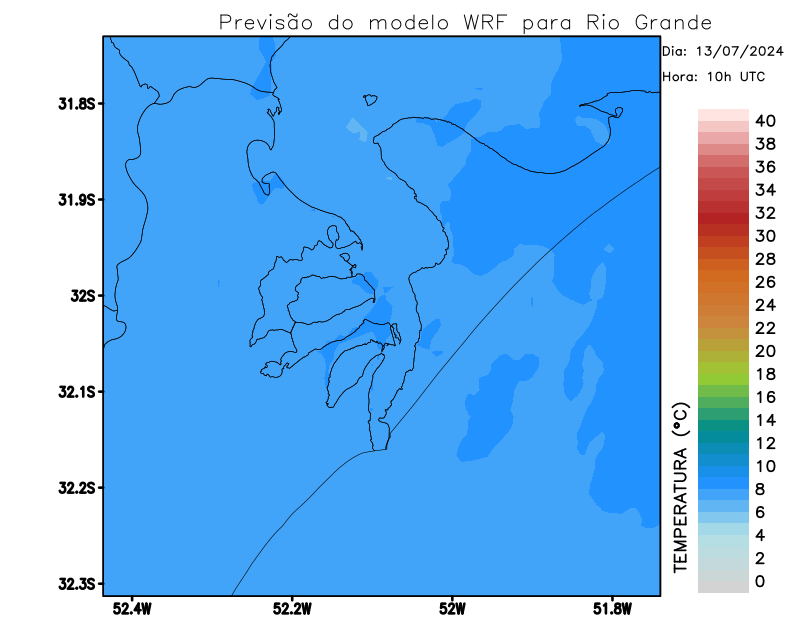 Previsão do modelo WRF para Rio Grande
Dia: 13/07/2024
Hora: 10h UTC
31.8S
31.9S
32S
32.1S
32.2S
32.3S
52.4W
52.2W
52W
51.8W
TEMPERATURA (°C)
40
38
36
34
32
30
28
26
24
22
20
18
16
14
12
10
8
6
4
2
0